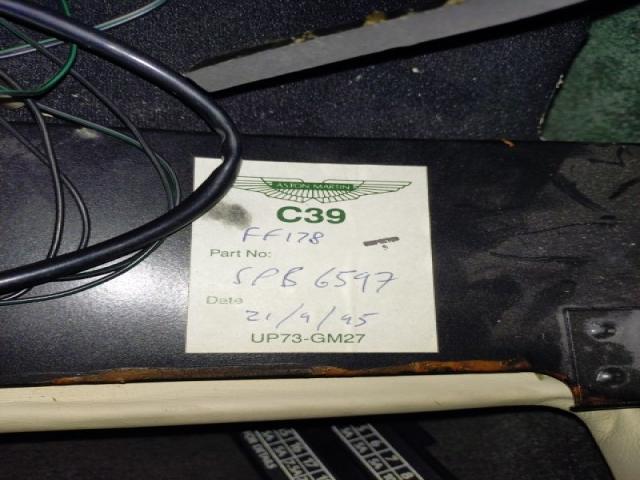 ASTON MARTIN
C39
FF178
Part No:
SPB 6597
Date
21/9/95
UP73-GM27